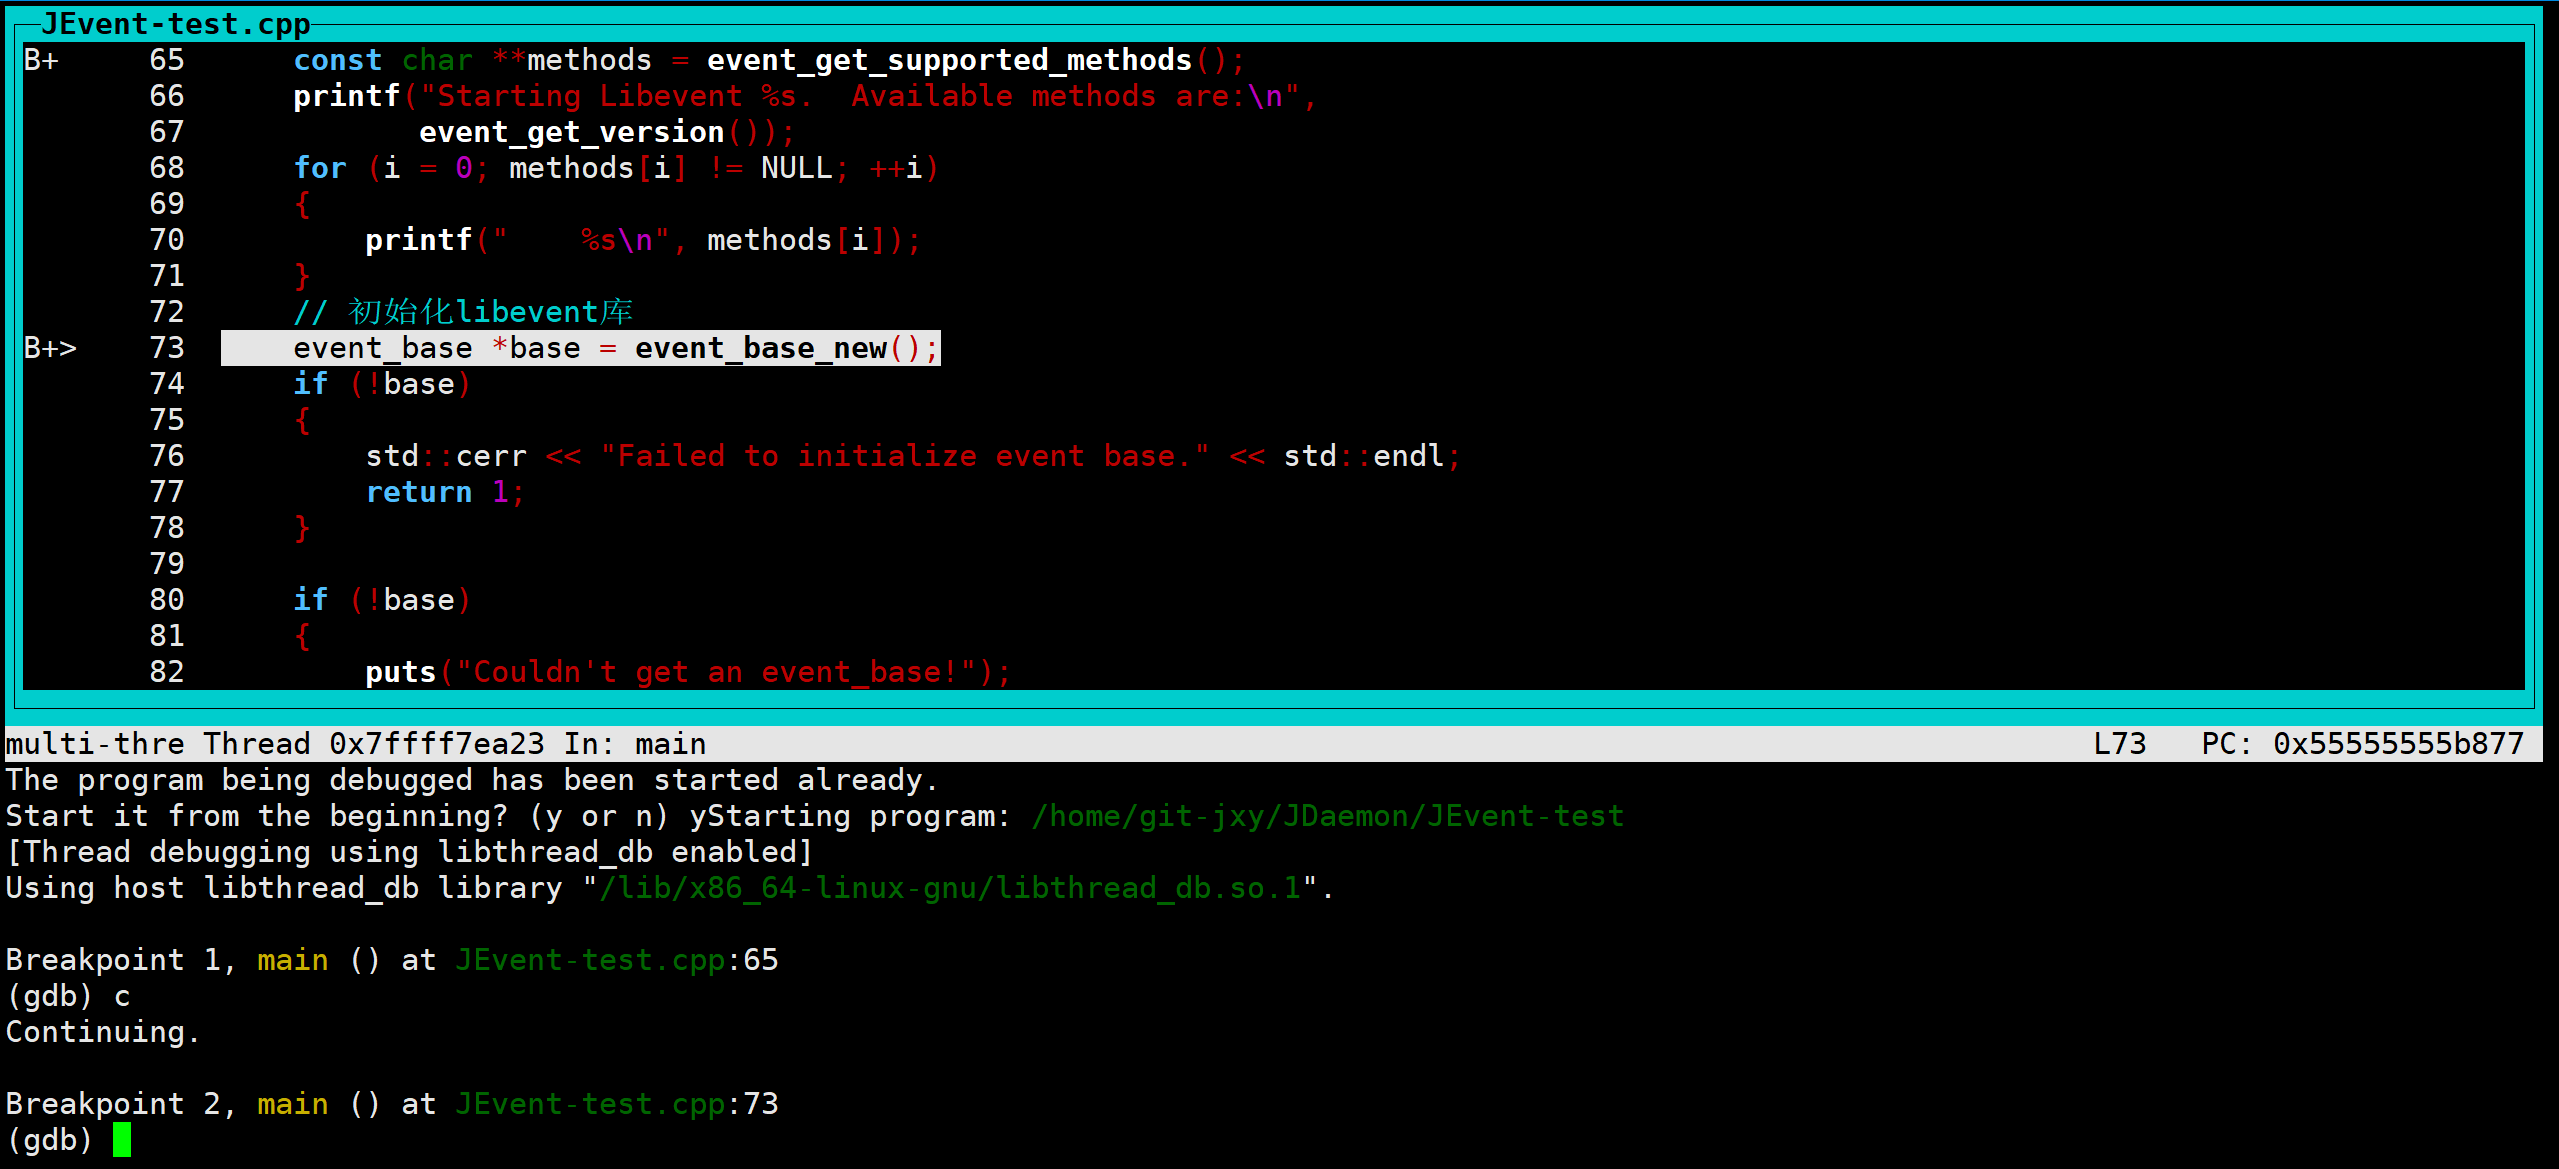 JEvent-test.cpp
B+     65      const char **methods = event_get_supported_methods();
       66      printf("Starting Libevent %s.  Available methods are:\n",
       67             event_get_version());
       68      for (i = 0; methods[i] != NULL; ++i)
       69      {
       70          printf("    %s\n", methods[i]);
       71      }
       72      // 初始化libevent库
B+>    73      event_base *base = event_base_new();
       74      if (!base)
       75      {
       76          std::cerr << "Failed to initialize event base." << std::endl;
       77          return 1;
       78      }
       79
       80      if (!base)
       81      {
       82          puts("Couldn't get an event_base!");
multi-thre Thread 0x7ffff7ea23 In: main                                                                             L73   PC: 0x55555555b877
The program being debugged has been started already.
Start it from the beginning? (y or n) yStarting program: /home/git-jxy/JDaemon/JEvent-test
[Thread debugging using libthread_db enabled]
Using host libthread_db library "/lib/x86_64-linux-gnu/libthread_db.so.1".
Breakpoint 1, main () at JEvent-test.cpp:65
(gdb) c
Continuing.
Breakpoint 2, main () at JEvent-test.cpp:73
(gdb)